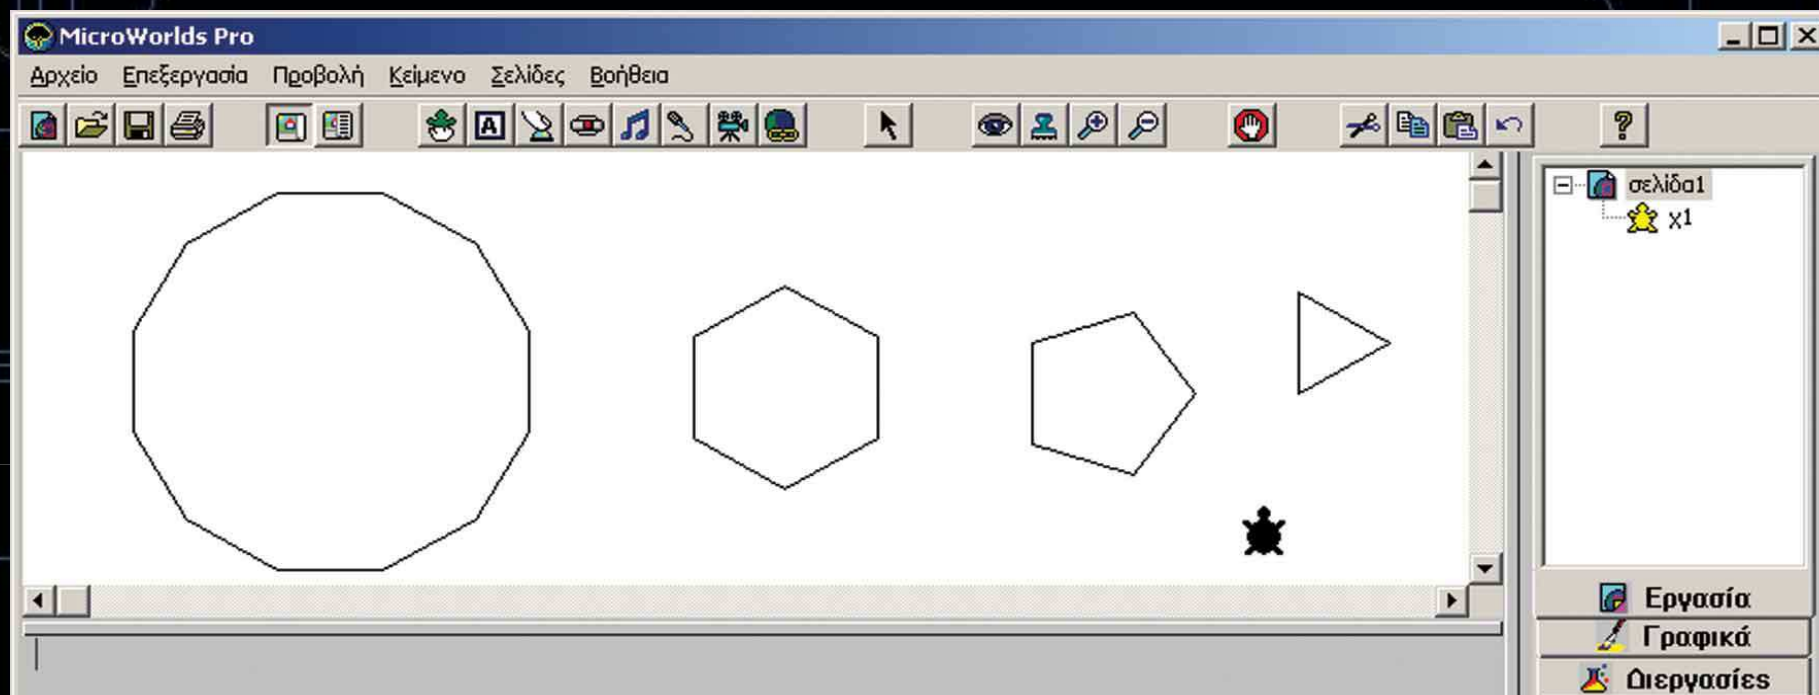 MicroWorlds Pro
Αρχείο Επεξεργασία Προβολή Κείμενο Σελίδες Βοήθεια
A
?
σελίδα1
χ1
Εργασία
Γραφικά
Διεργασίες